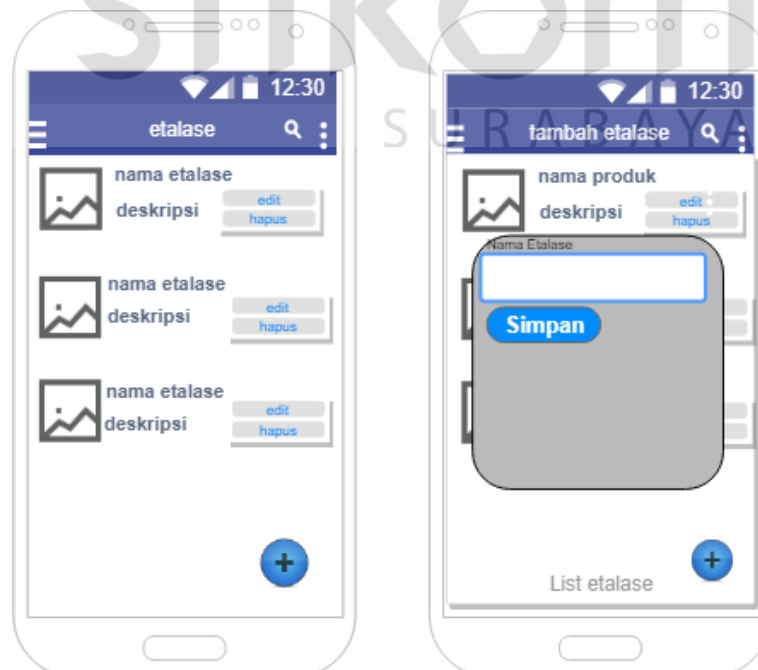 stikom
SURABAYA
12:30
etalase
nama etalase
deskripsi
edit
hapus
nama etalase
deskripsi
edit
hapus
nama etalase
deskripsi
edit
hapus
12:30
tambah etalase
nama produk
deskripsi
edit
hapus
Nama Etalase
Simpan
List etalase